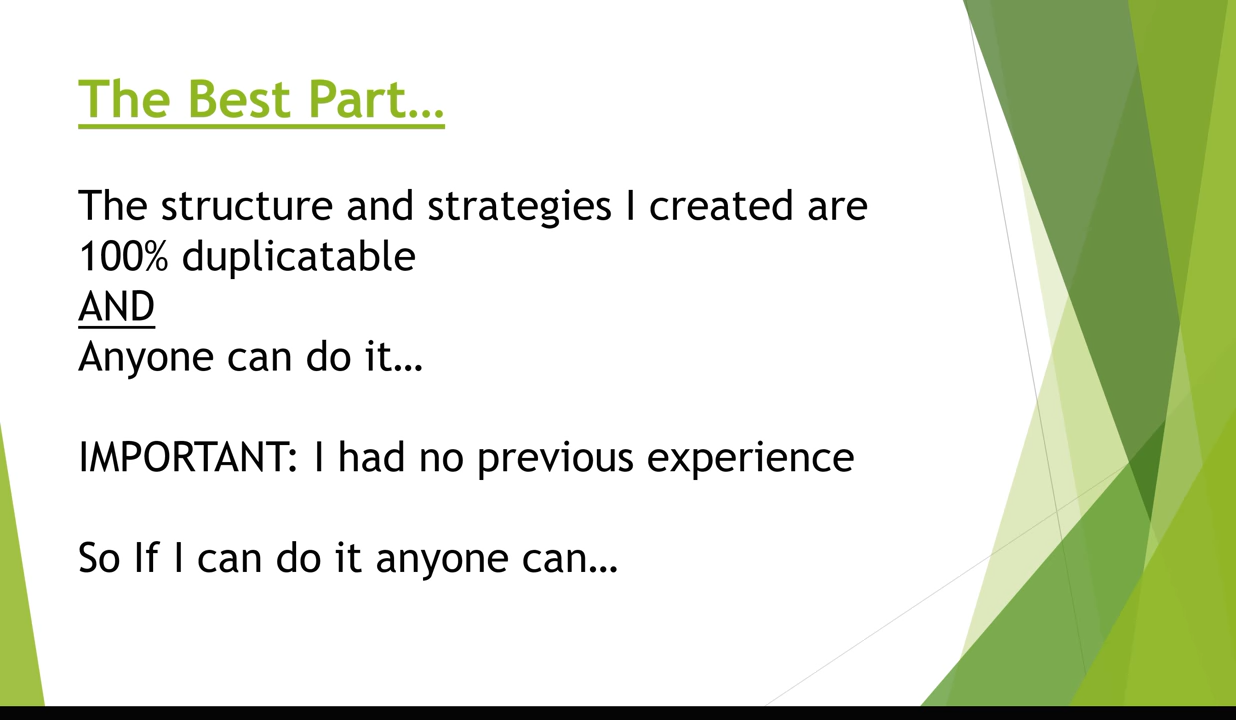 The Best Part…
The structure and strategies I created are
100% duplicatable
AND
Anyone can do it…
IMPORTANT: I had no previous experience
So If I can do it anyone can…